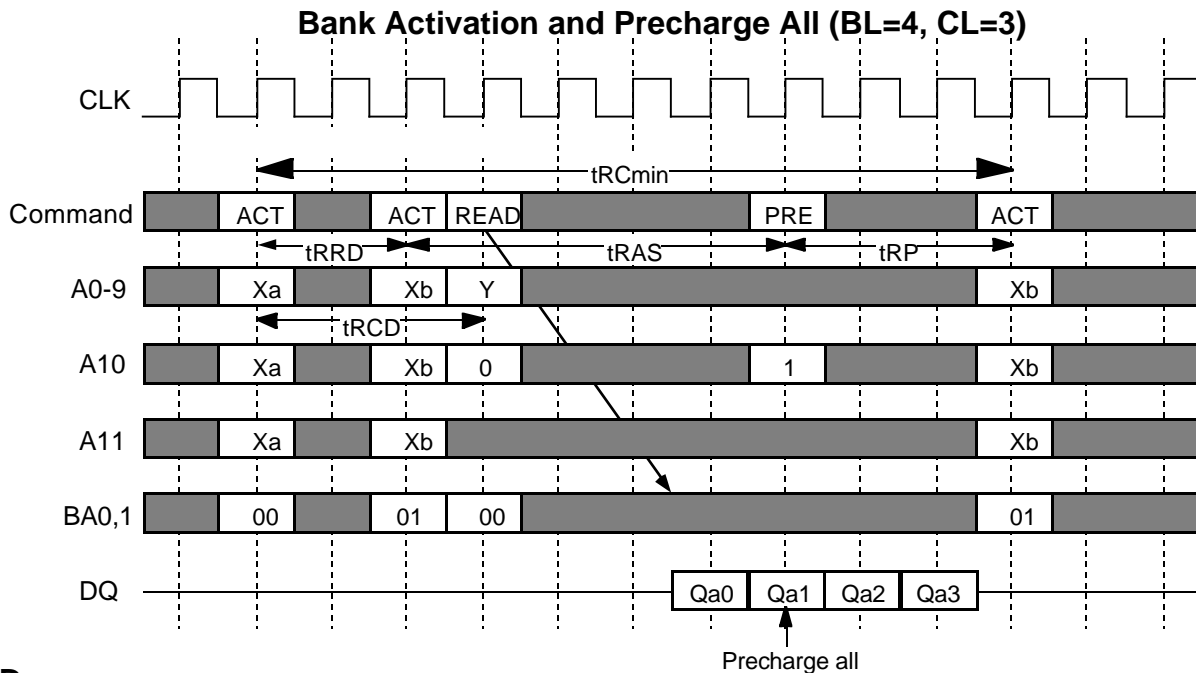 Bank Activation and Precharge All (BL=4, CL=3)
CLK
tRCmin
Command ACT ACT READ PRE ACT
tRRD tRAS tRP
A0-9 Xa Xb Y Xb
tRCD
A10 Xa Xb 0 1 Xb
A11 Xa Xb Xb
BA0,1 00 01 00 01
DQ Qa0 Qa1 Qa2 Qa3
Precharge all